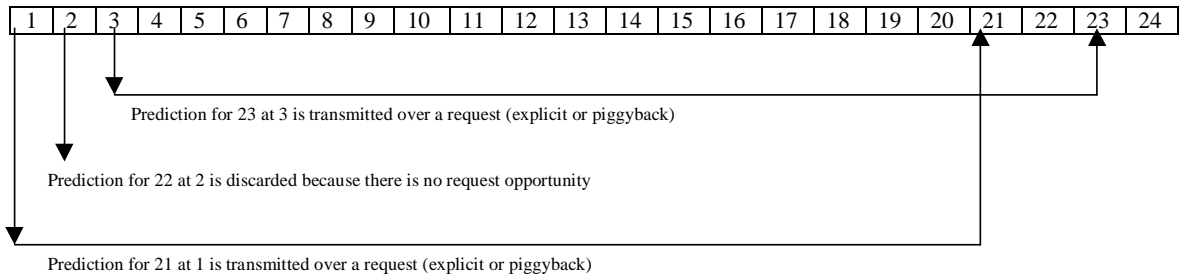 1 2 3 4 5 6 7 8 9 10 11 12 13 14 15 16 17 18 19 20 21 22 23 24
Prediction for 23 at 3 is transmitted over a request (explicit or piggyback)
Prediction for 22 at 2 is discarded because there is no request opportunity
Prediction for 21 at 1 is transmitted over a request (explicit or piggyback)